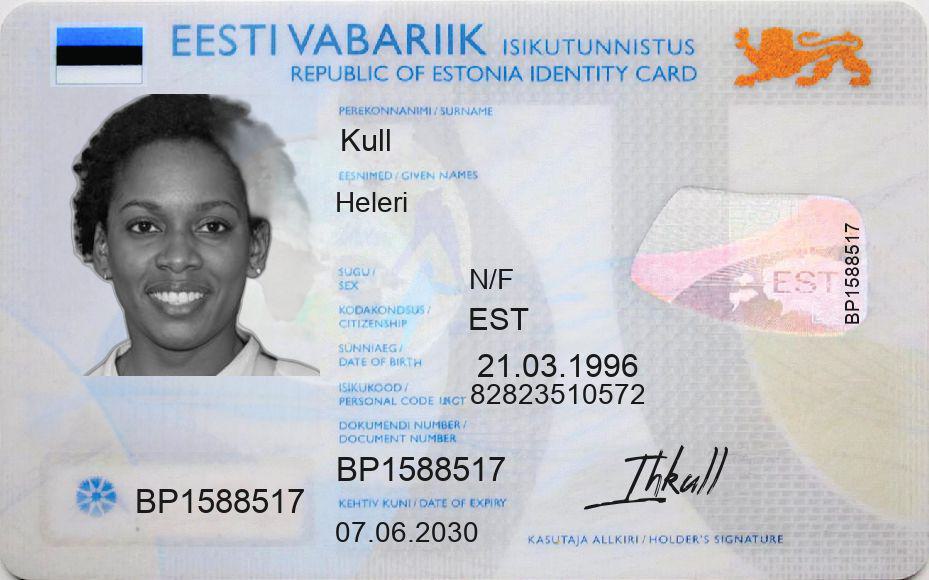 EESTI VABARIIK ISIKUTUNNISTUS
REPUBLIC OF ESTONIA IDENTITY CARD
PEREKONNANIMI / SURNAME
Kull
EESNIMED / GIVEN NAMES
Heleri
SUGU /
SEX
N/F
KODAKONDSUS /
CITIZENSHIP
EST
SÜNNIAEG /
DATE OF BIRTH
21.03.1996
ISIKUKOOD /
PERSONAL CODE
82823510572
DOKUMENDI NUMBER /
DOCUMENT NUMBER
BP1588517
KEHTIV KUNI / DATE OF EXPIRY
07.06.2030
BP1588517
EST
BP1588517
KASUTAJA ALLKIRI / HOLDER'S SIGNATURE